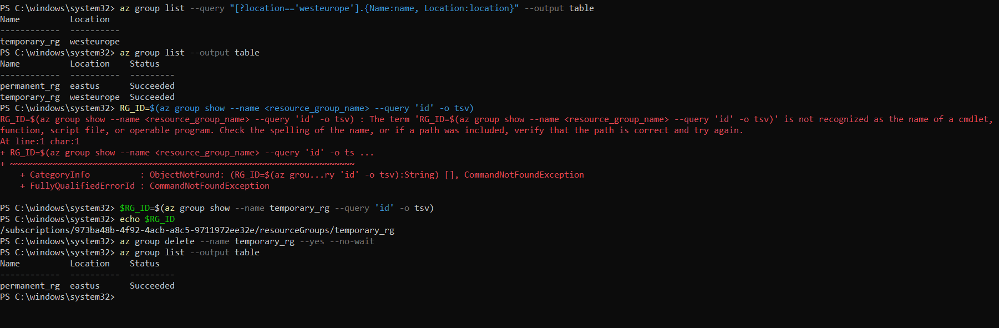 PS C:\windows\system32> az group list --query "[?location=='westeurope'].{Name:name, Location:location}" --output table
Name          Location
------------  ----------
temporary_rg  westeurope
PS C:\windows\system32> az group list --output table
Name          Location    Status
------------  ----------  ---------
permanent_rg  eastus      Succeeded
temporary_rg  westeurope  Succeeded
PS C:\windows\system32> RG_ID=$(az group show --name <resource_group_name> --query 'id' -o tsv)
RG_ID=$(az group show --name <resource_group_name> --query 'id' -o tsv) : The term 'RG_ID=$(az group show --name <resource_group_name> --query 'id' -o tsv)' is not recognized as the name of a cmdlet,
function, script file, or operable program. Check the spelling of the name, or if a path was included, verify that the path is correct and try again.
At line:1 char:1
+ RG_ID=$(az group show --name <resource_group_name> --query 'id' -o ts ...
+ ~~~~~~~~~~~~~~~~~~~~~~~~~~~~~~~~~~~~~~~~~~~~~~~~~~~~~~~~~~~~~~~~~~~~~
    + CategoryInfo          : ObjectNotFound: (RG_ID=$(az grou...ry 'id' -o tsv):String) [], CommandNotFoundException
    + FullyQualifiedErrorId : CommandNotFoundException

PS C:\windows\system32> $RG_ID=$(az group show --name temporary_rg --query 'id' -o tsv)
PS C:\windows\system32> echo $RG_ID
/subscriptions/973ba48b-4f92-4acb-a8c5-9711972ee32e/resourceGroups/temporary_rg
PS C:\windows\system32> az group delete --name temporary_rg --yes --no-wait
PS C:\windows\system32> az group list --output table
Name          Location    Status
------------  ----------  ---------
permanent_rg  eastus      Succeeded
PS C:\windows\system32>